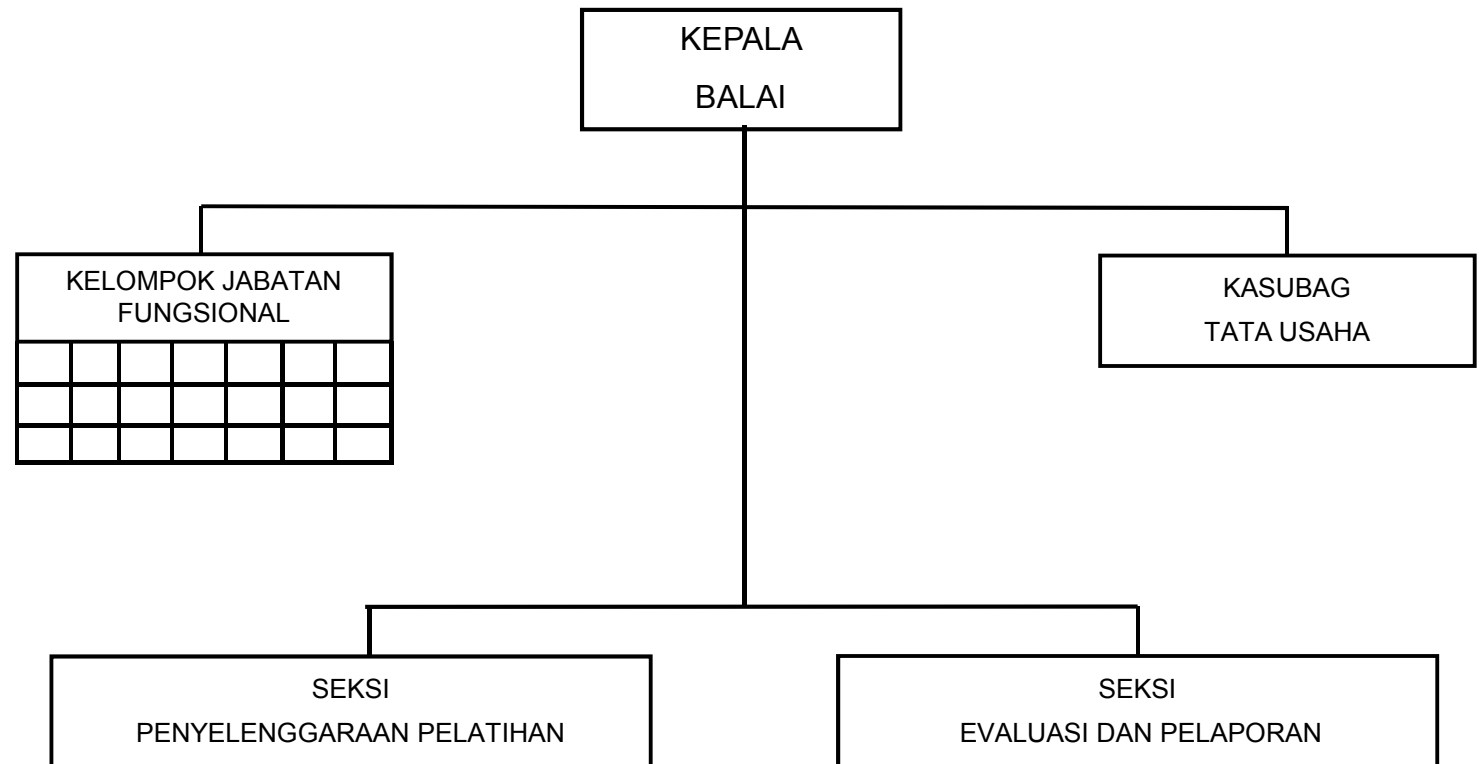 KEPALA
BALAI
KELOMPOK JABATAN
FUNGSIONAL
KASUBAG
TATA USAHA
SEKSI
PENYELENGGARAAN PELATIHAN
SEKSI
EVALUASI DAN PELAPORAN